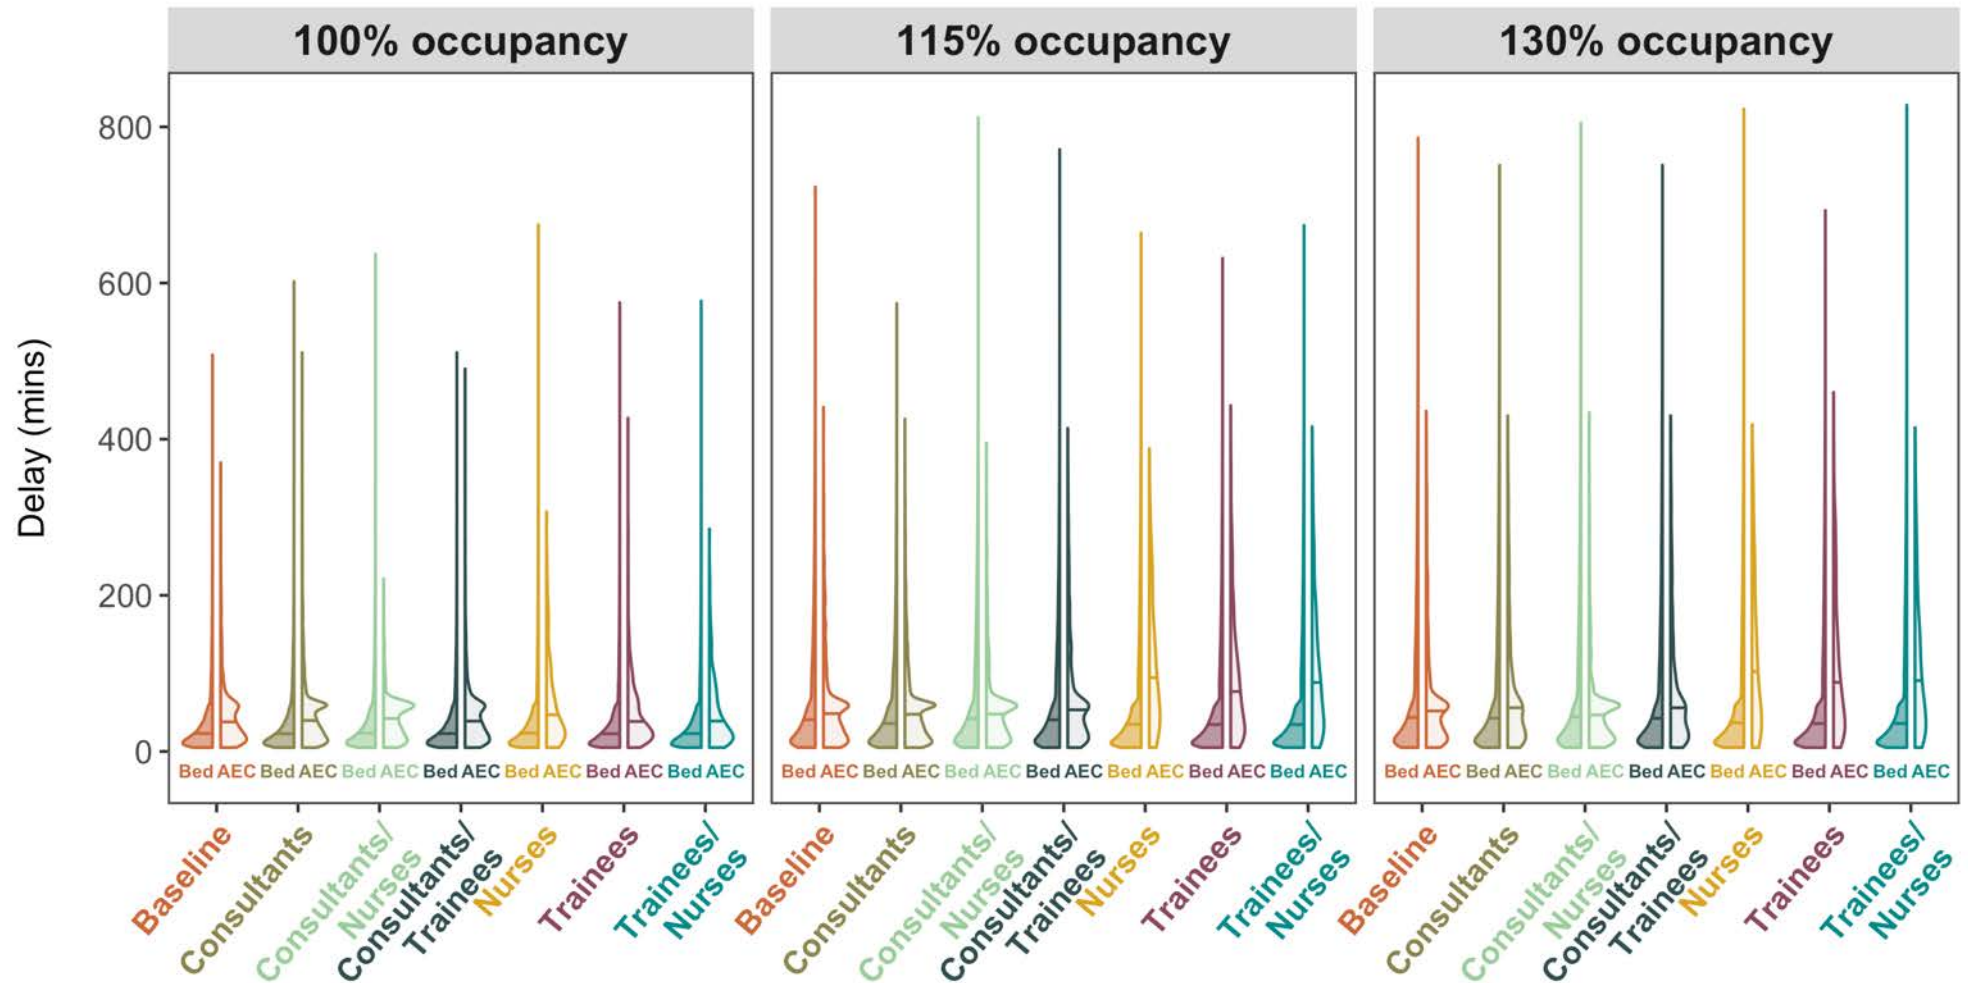 100% occupancy
115% occupancy
130% occupancy
Delay (mins)
800
600
400
200
0
Bed AEC Bed AEC Bed AEC Bed AEC Bed AEC Bed AEC Bed AEC
Bed AEC Bed AEC Bed AEC Bed AEC Bed AEC Bed AEC Bed AEC
Bed AEC Bed AEC Bed AEC Bed AEC Bed AEC Bed AEC Bed AEC
Baseline
Consultants
Consultants/
Nurses
Consultants/
Trainees
Nurses
Trainees
Trainees/
Nurses
Baseline
Consultants
Consultants/
Nurses
Consultants/
Trainees
Nurses
Trainees
Trainees/
Nurses
Baseline
Consultants
Consultants/
Nurses
Consultants/
Trainees
Nurses
Trainees
Trainees/
Nurses